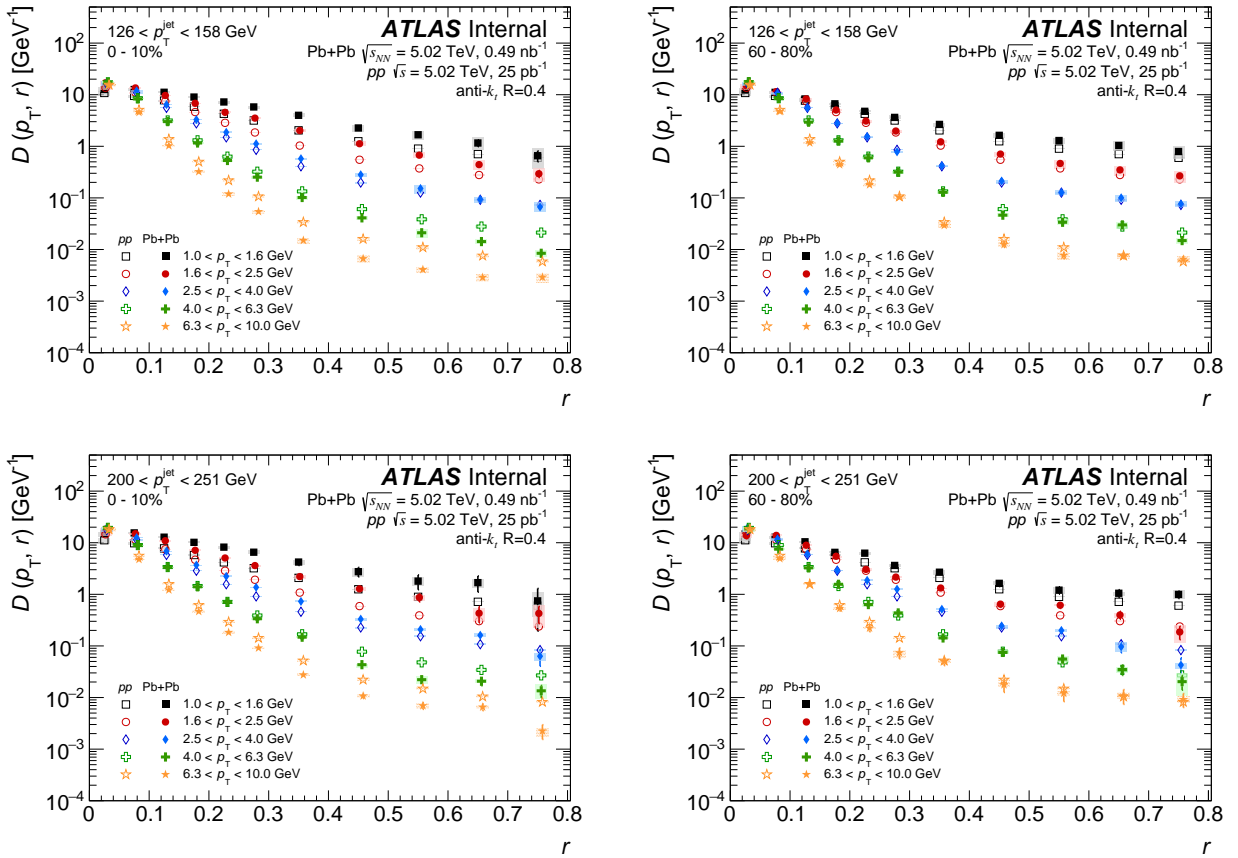 ATLAS Internal
126 < p_T^jet < 158 GeV
0 - 10%
Pb+Pb √s_NN = 5.02 TeV, 0.49 nb⁻¹
pp √s = 5.02 TeV, 25 pb⁻¹
anti-k_t R=0.4
D (p_T, r) [GeV⁻¹]
10²
10
1
10⁻¹
10⁻²
10⁻³
10⁻⁴
pp Pb+Pb
1.0 < p_T < 1.6 GeV
1.6 < p_T < 2.5 GeV
2.5 < p_T < 4.0 GeV
4.0 < p_T < 6.3 GeV
6.3 < p_T < 10.0 GeV
0 0.1 0.2 0.3 0.4 0.5 0.6 0.7 0.8
r
ATLAS Internal
126 < p_T^jet < 158 GeV
60 - 80%
Pb+Pb √s_NN = 5.02 TeV, 0.49 nb⁻¹
pp √s = 5.02 TeV, 25 pb⁻¹
anti-k_t R=0.4
D (p_T, r) [GeV⁻¹]
10²
10
1
10⁻¹
10⁻²
10⁻³
10⁻⁴
pp Pb+Pb
1.0 < p_T < 1.6 GeV
1.6 < p_T < 2.5 GeV
2.5 < p_T < 4.0 GeV
4.0 < p_T < 6.3 GeV
6.3 < p_T < 10.0 GeV
0 0.1 0.2 0.3 0.4 0.5 0.6 0.7 0.8
r
ATLAS Internal
200 < p_T^jet < 251 GeV
0 - 10%
Pb+Pb √s_NN = 5.02 TeV, 0.49 nb⁻¹
pp √s = 5.02 TeV, 25 pb⁻¹
anti-k_t R=0.4
D (p_T, r) [GeV⁻¹]
10²
10
1
10⁻¹
10⁻²
10⁻³
10⁻⁴
pp Pb+Pb
1.0 < p_T < 1.6 GeV
1.6 < p_T < 2.5 GeV
2.5 < p_T < 4.0 GeV
4.0 < p_T < 6.3 GeV
6.3 < p_T < 10.0 GeV
0 0.1 0.2 0.3 0.4 0.5 0.6 0.7 0.8
r
ATLAS Internal
200 < p_T^jet < 251 GeV
60 - 80%
Pb+Pb √s_NN = 5.02 TeV, 0.49 nb⁻¹
pp √s = 5.02 TeV, 25 pb⁻¹
anti-k_t R=0.4
D (p_T, r) [GeV⁻¹]
10²
10
1
10⁻¹
10⁻²
10⁻³
10⁻⁴
pp Pb+Pb
1.0 < p_T < 1.6 GeV
1.6 < p_T < 2.5 GeV
2.5 < p_T < 4.0 GeV
4.0 < p_T < 6.3 GeV
6.3 < p_T < 10.0 GeV
0 0.1 0.2 0.3 0.4 0.5 0.6 0.7 0.8
r